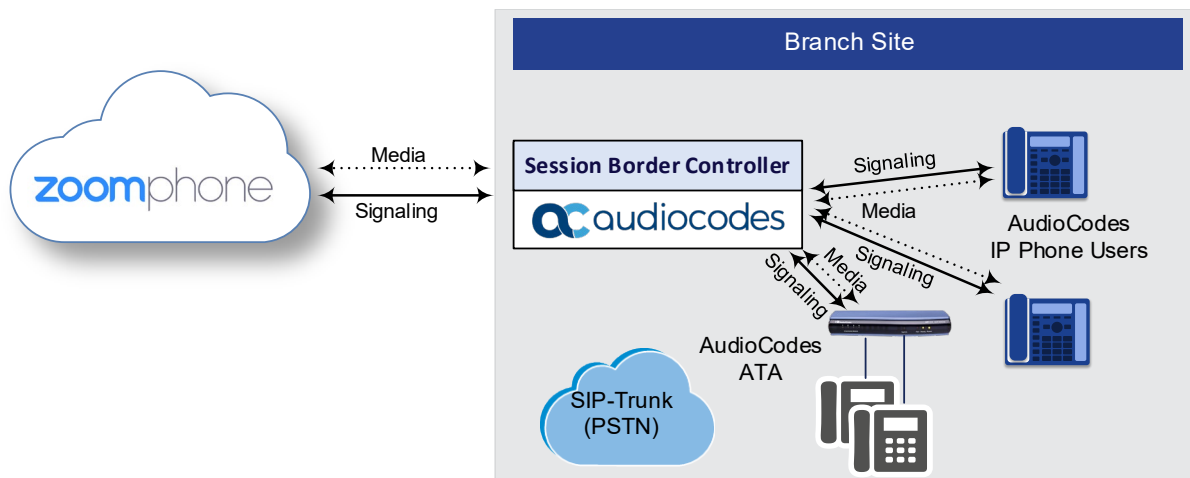 Branch Site
Media
Signaling
zoomphone
Session Border Controller
audiocodes
Signaling
Media
Signaling
AudioCodes
IP Phone Users
Media
Signaling
AudioCodes
ATA
SIP-Trunk
(PSTN)